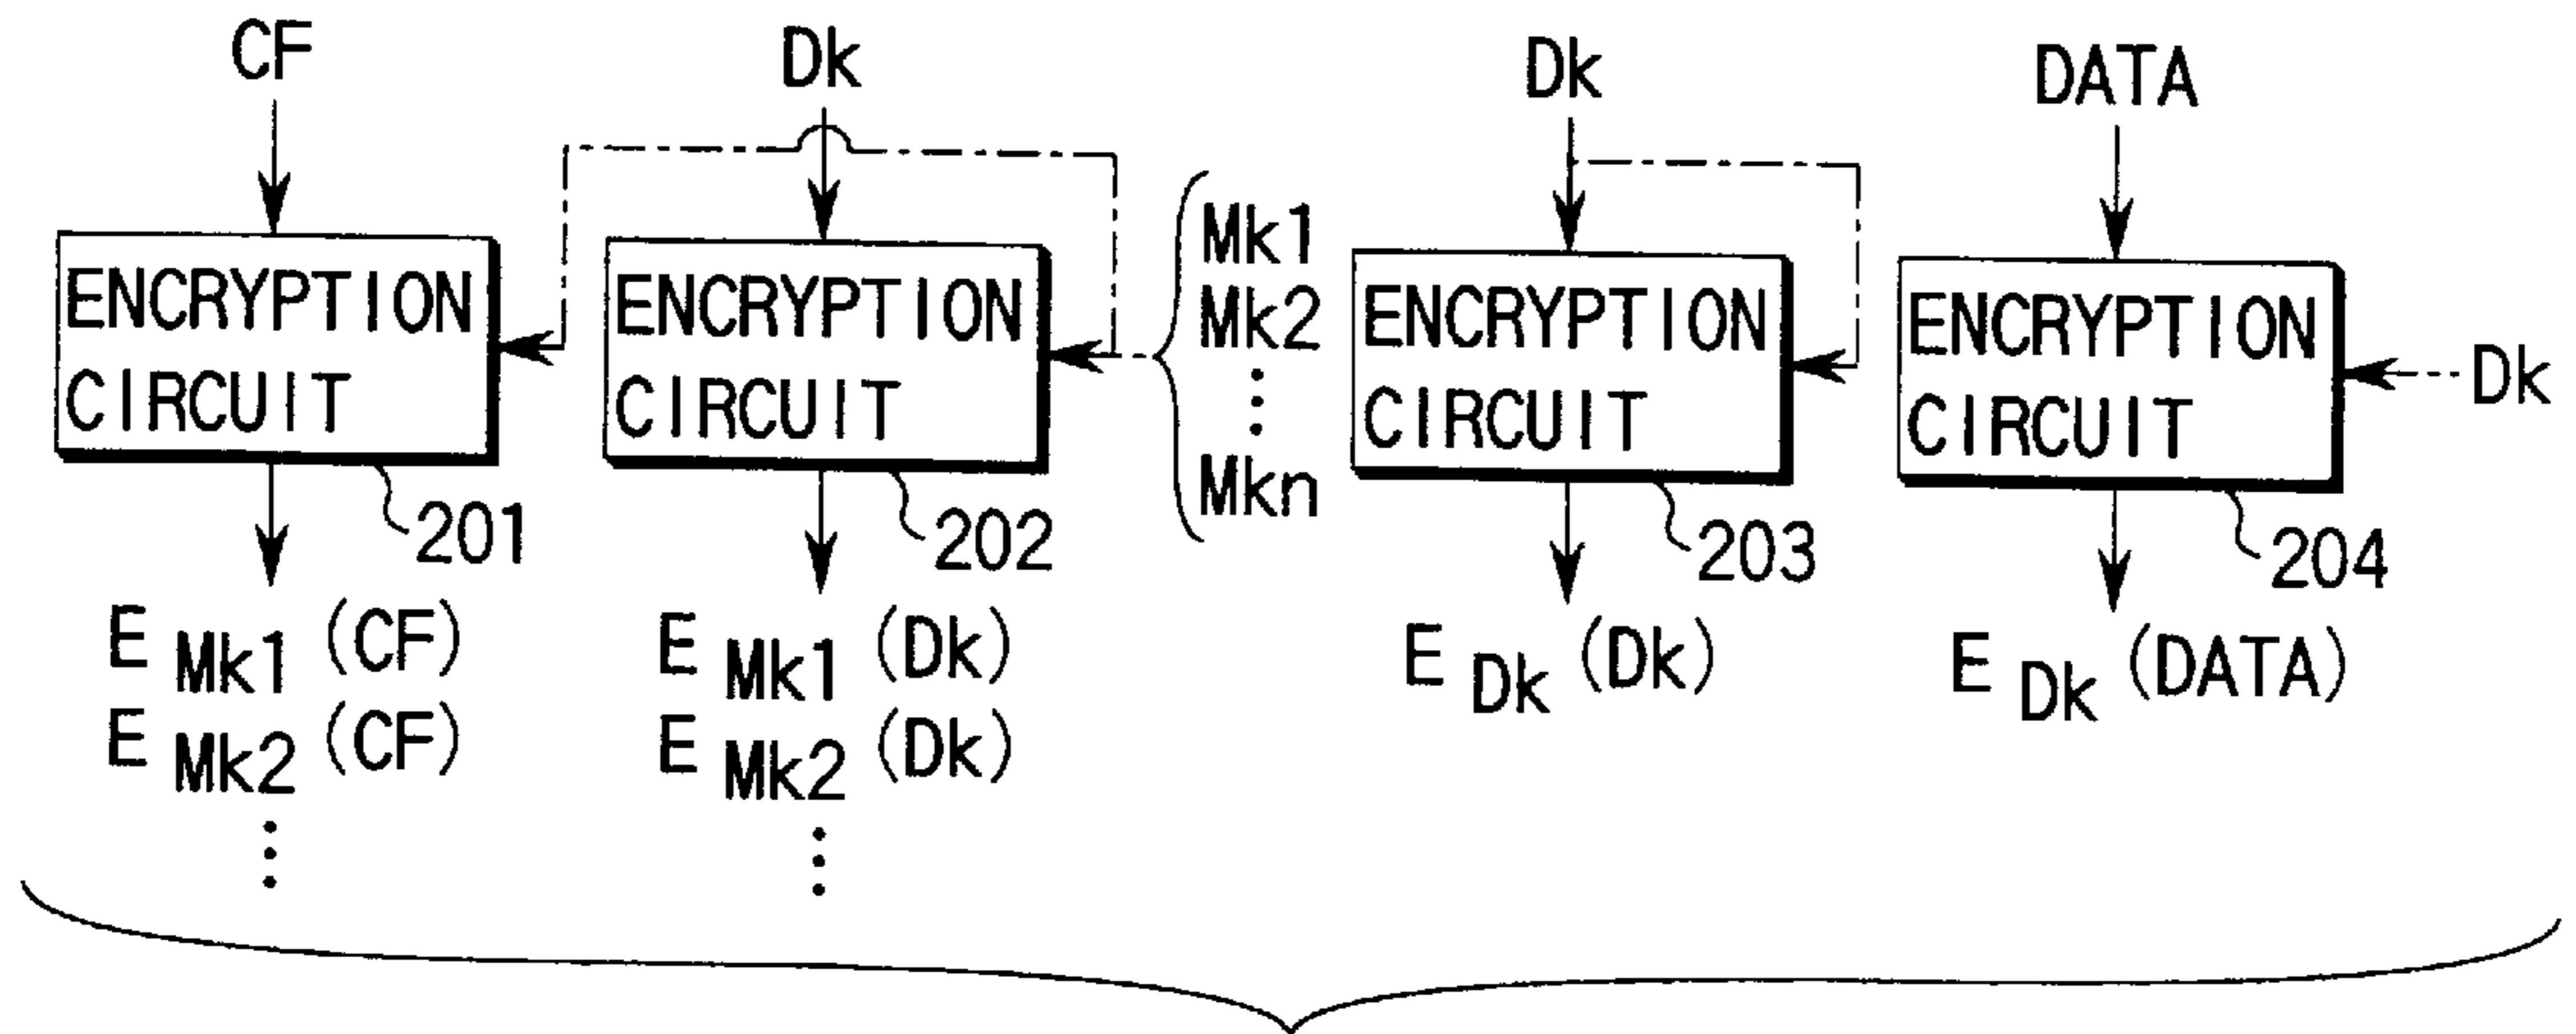 CF
Dk
Dk
DATA
ENCRYPTION
CIRCUIT
201
ENCRYPTION
CIRCUIT
202
Mk1
Mk2
⋮
Mkn
ENCRYPTION
CIRCUIT
203
ENCRYPTION
CIRCUIT
204
Dk
E Mk1 (CF)
E Mk2 (CF)
⋮
E Mk1 (Dk)
E Mk2 (Dk)
⋮
E Dk (Dk)
E Dk (DATA)